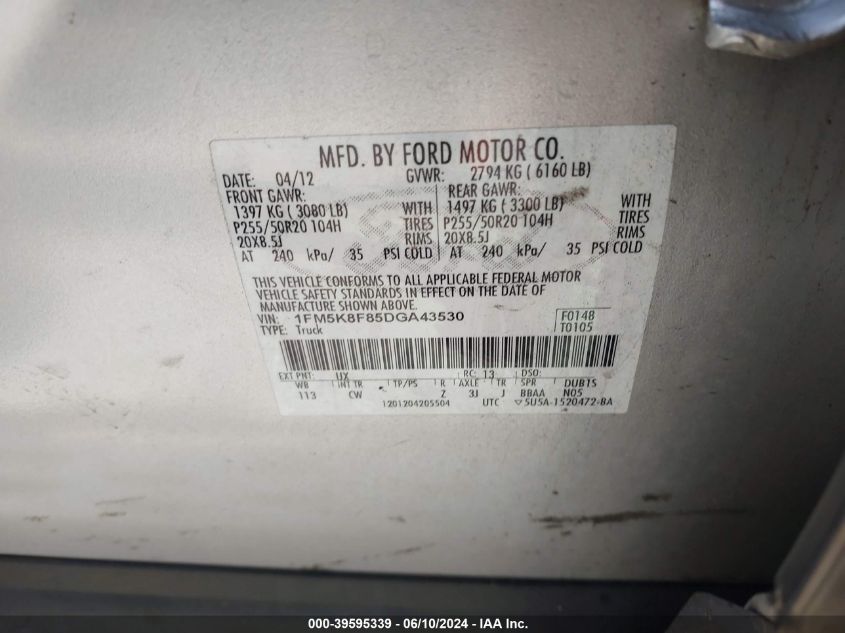 MFD. BY FORD MOTOR CO.
DATE: 04/12 GVWR: 2794 KG ( 6160 LB)
FRONT GAWR: REAR GAWR:
1397 KG ( 3080 LB) WITH 1497 KG ( 3300 LB) WITH
P255/50R20 104H TIRES P255/50R20 104H TIRES
20X8.5J RIMS 20X8.5J RIMS
AT 240 kPa/ 35 PSI COLD AT 240 kPa/ 35 PSI COLD
THIS VEHICLE CONFORMS TO ALL APPLICABLE FEDERAL MOTOR
VEHICLE SAFETY STANDARDS IN EFFECT ON THE DATE OF
MANUFACTURE SHOWN ABOVE.
VIN: 1FM5K8F85DGA43530 F0148
TYPE: Truck T0105
EXT PNT: UX RC: 13 DSO:
WB INT TR TP/PS R AXLE TR SPR DUBTS
113 CW Z 3J J BBAA N05
1201204205504 UTC ▽5U5A-1520472-BA
000-39595339 - 06/10/2024 - IAA Inc.